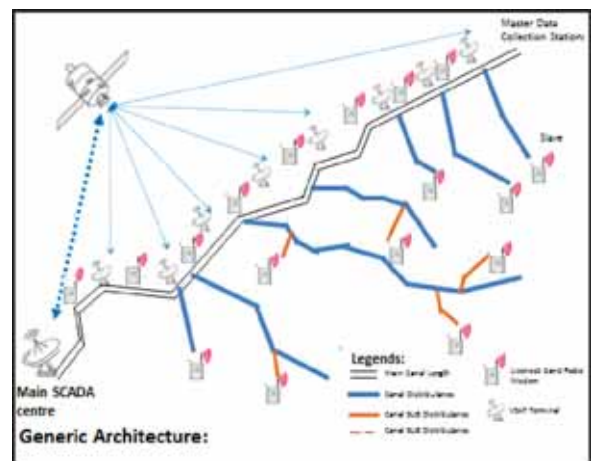 Master Data
Collection Stations
Slave
Main SCADA
centre
Generic Architecture:
Legends:
Main Canal Length
Canal Distributaries
Canal Sub Distributaries
Canal Sub Distributaries
Licensed Band Radio
Modem
VSAT Terminal